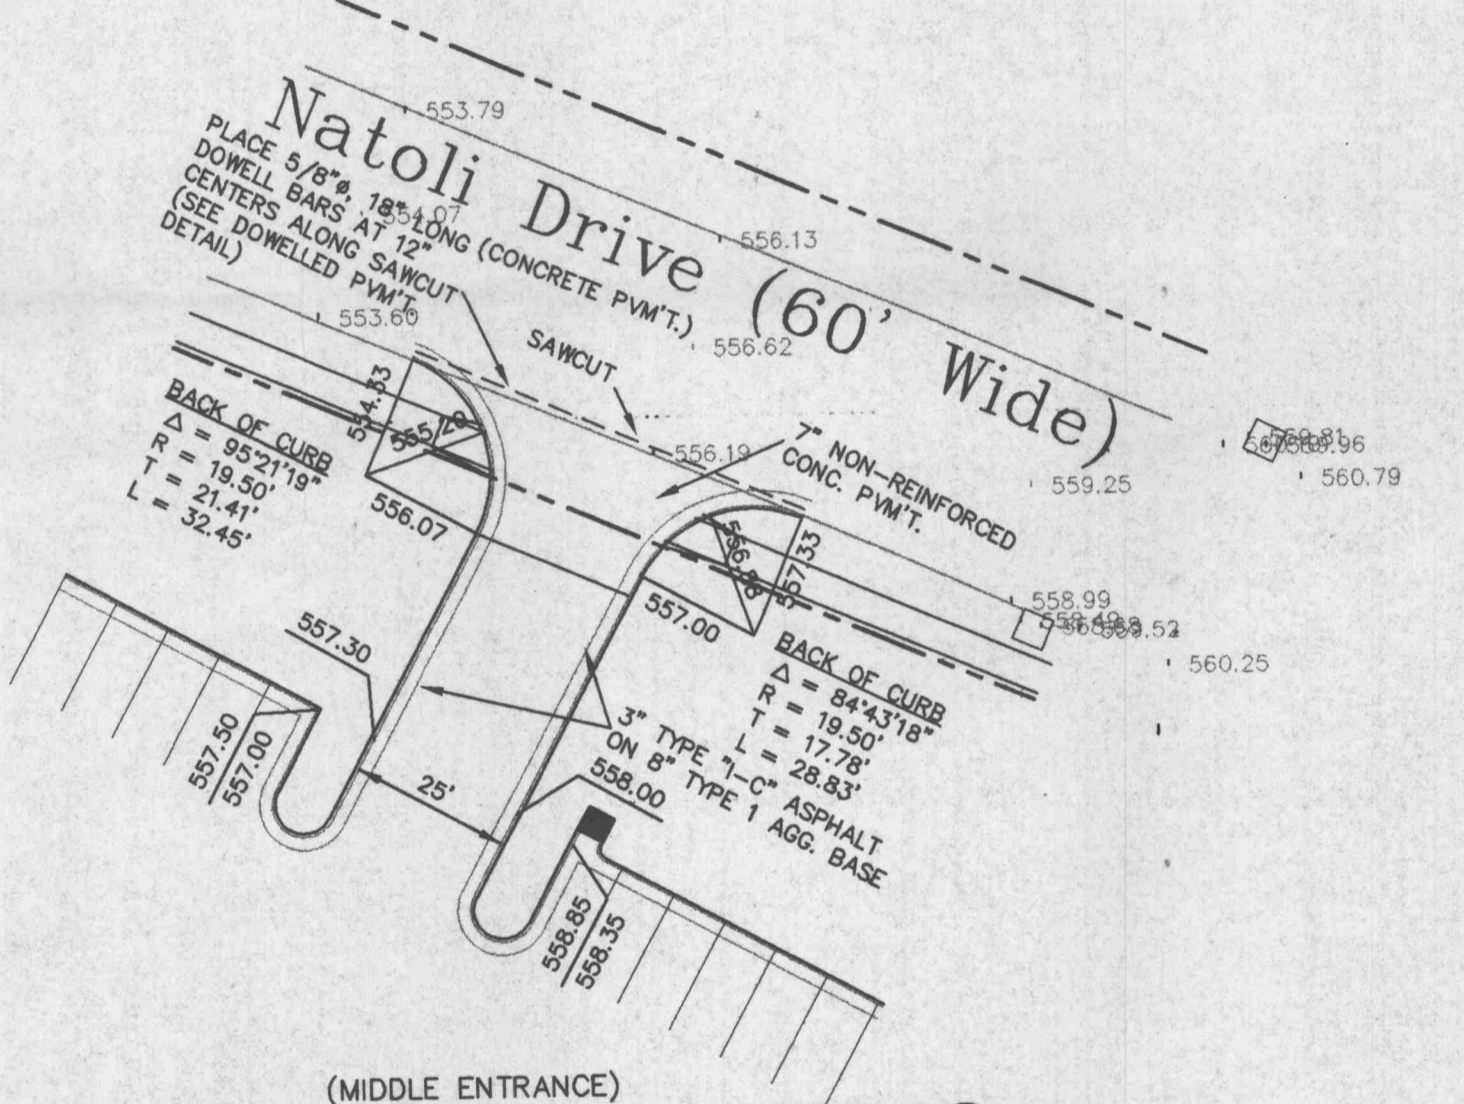 553.79
Natoli Drive (60' Wide)
PLACE 5/8"ø, 18" LONG (CONCRETE PVM'T.)
DOWELL BARS AT 12"
CENTERS ALONG SAWCUT
(SEE DOWELLED PVM'T.
DETAIL)
554.07
556.13
553.60
556.62
SAWCUT
554.33
556.19
7" NON-REINFORCED
CONC. PVM'T.
559.25
560.79
BACK OF CURB
Δ = 95°21'19"
R = 19.50'
T = 21.41'
L = 32.45'
556.07
557.33
557.00
558.99
560.25
557.30
BACK OF CURB
Δ = 84°43'18"
R = 19.50'
T = 17.78'
L = 28.83'
557.50
557.00
25'
3" TYPE "1-C" ASPHALT
ON 8" TYPE 1 AGG. BASE
558.00
558.85
558.35
(MIDDLE ENTRANCE)